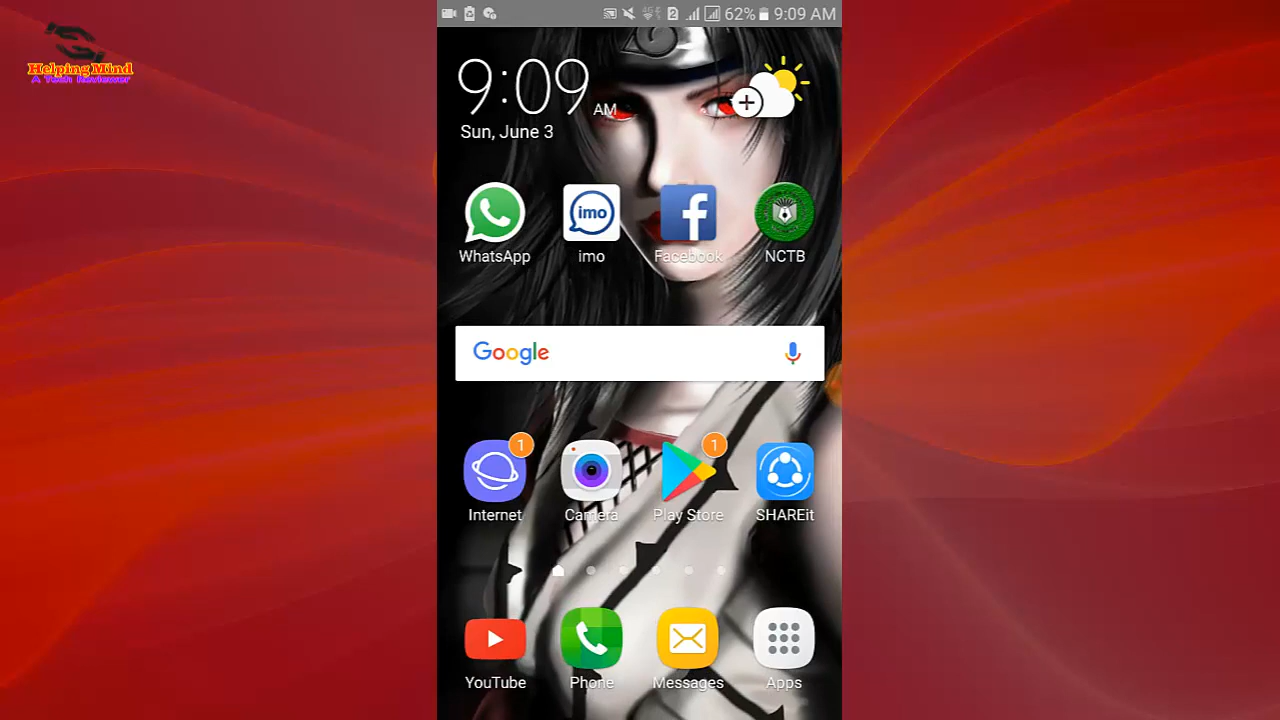 Helping Mind
A Tech Reviewer
62% 9:09 AM
9:09 AM
Sun, June 3
WhatsApp
imo
imo
Facebook
NCTB
Google
1
1
Internet
Camera
Play Store
SHAREit
YouTube
Phone
Messages
Apps